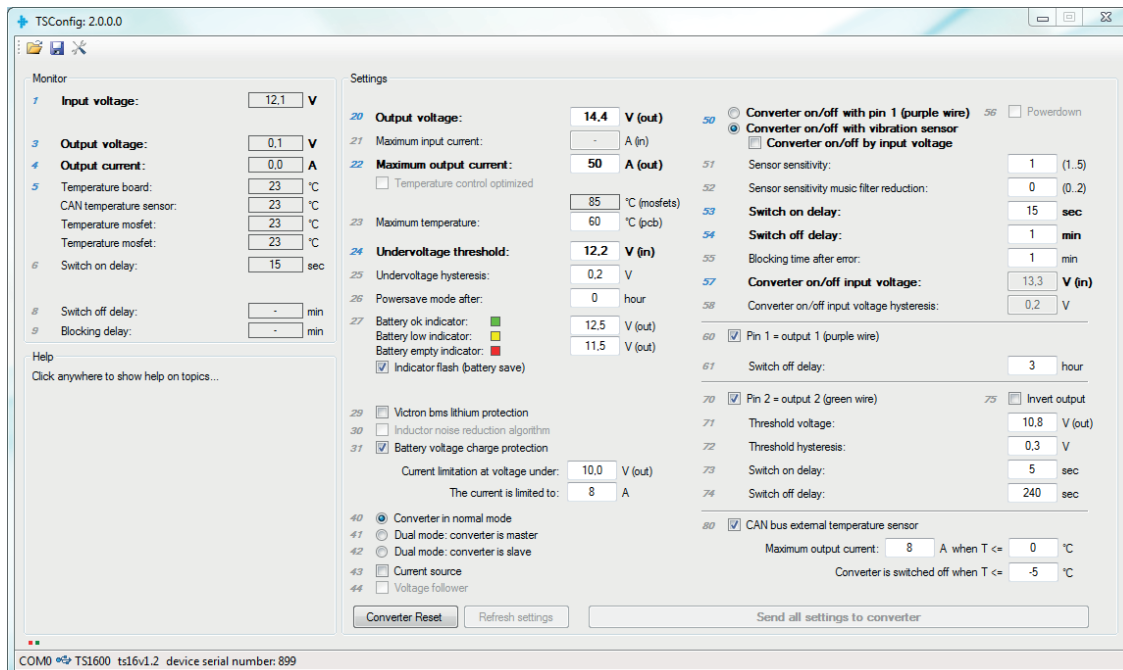 TSConfig: 2.0.0.0
Monitor
1 Input voltage: 12,1 V
3 Output voltage: 0,1 V
4 Output current: 0,0 A
5 Temperature board: 23 °C
CAN temperature sensor: 23 °C
Temperature mosfet: 23 °C
Temperature mosfet: 23 °C
6 Switch on delay: 15 sec
8 Switch off delay: - min
9 Blocking delay: - min
Help
Click anywhere to show help on topics...
Settings
20 Output voltage: 14,4 V (out)
21 Maximum input current: - A (in)
22 Maximum output current: 50 A (out)
Temperature control optimized
85 °C (mosfets)
23 Maximum temperature: 60 °C (pcb)
24 Undervoltage threshold: 12,2 V (in)
25 Undervoltage hysteresis: 0,2 V
26 Powersave mode after: 0 hour
27 Battery ok indicator: 12,5 V (out)
Battery low indicator:
Battery empty indicator: 11,5 V (out)
Indicator flash (battery save)
29 Victron bms lithium protection
30 Inductor noise reduction algorithm
31 Battery voltage charge protection
Current limitation at voltage under: 10,0 V (out)
The current is limited to: 8 A
40 Converter in normal mode
41 Dual mode: converter is master
42 Dual mode: converter is slave
43 Current source
44 Voltage follower
Converter Reset Refresh settings Send all settings to converter
50 Converter on/off with pin 1 (purple wire) 56 Powerdown
Converter on/off with vibration sensor
Converter on/off by input voltage
51 Sensor sensitivity: 1 (1..5)
52 Sensor sensitivity music filter reduction: 0 (0..2)
53 Switch on delay: 15 sec
54 Switch off delay: 1 min
55 Blocking time after error: 1 min
57 Converter on/off input voltage: 13,3 V (in)
58 Converter on/off input voltage hysteresis: 0,2 V
60 Pin 1 = output 1 (purple wire)
61 Switch off delay: 3 hour
70 Pin 2 = output 2 (green wire) 75 Invert output
71 Threshold voltage: 10,8 V (out)
72 Threshold hysteresis: 0,3 V
73 Switch on delay: 5 sec
74 Switch off delay: 240 sec
80 CAN bus external temperature sensor
Maximum output current: 8 A when T <= 0 °C
Converter is switched off when T <= -5 °C
COM0 TS1600 ts16v1.2 device serial number: 899